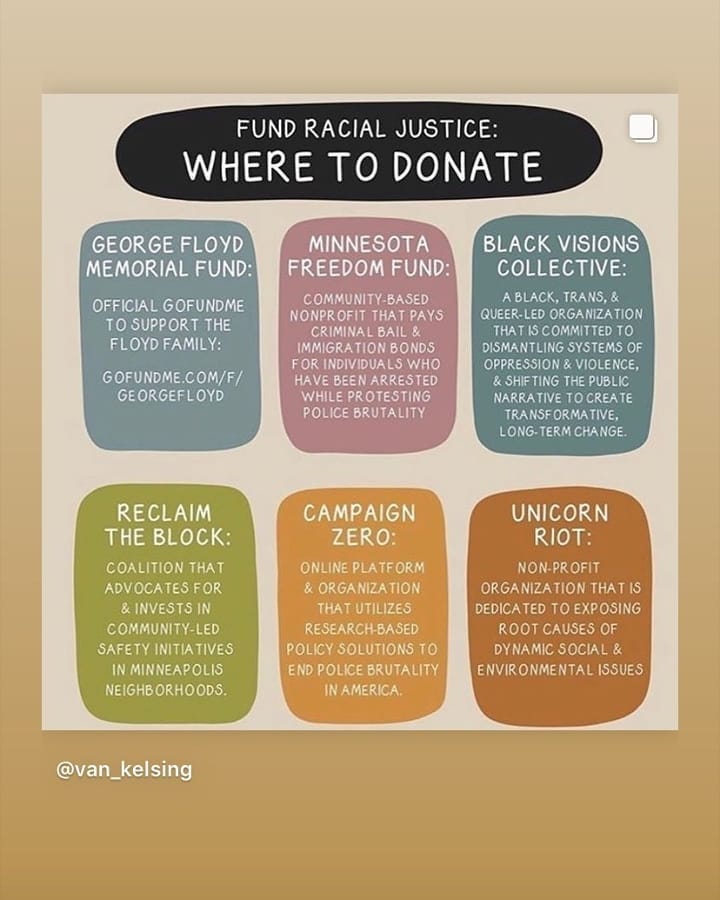 FUND RACIAL JUSTICE:
WHERE TO DONATE
GEORGE FLOYD
MEMORIAL FUND:
OFFICIAL GOFUNDME
TO SUPPORT THE
FLOYD FAMILY:
GOFUNDME.COM/F/
GEORGEFLOYD
MINNESOTA
FREEDOM FUND:
COMMUNITY-BASED
NONPROFIT THAT PAYS
CRIMINAL BAIL &
IMMIGRATION BONDS
FOR INDIVIDUALS WHO
HAVE BEEN ARRESTED
WHILE PROTESTING
POLICE BRUTALITY
BLACK VISIONS
COLLECTIVE:
A BLACK, TRANS, &
QUEER-LED ORGANIZATION
THAT IS COMMITTED TO
DISMANTLING SYSTEMS OF
OPPRESSION & VIOLENCE,
& SHIFTING THE PUBLIC
NARRATIVE TO CREATE
TRANSFORMATIVE,
LONG-TERM CHANGE.
RECLAIM
THE BLOCK:
COALITION THAT
ADVOCATES FOR
& INVESTS IN
COMMUNITY-LED
SAFETY INITIATIVES
IN MINNEAPOLIS
NEIGHBORHOODS.
CAMPAIGN
ZERO:
ONLINE PLATFORM
& ORGANIZATION
THAT UTILIZES
RESEARCH-BASED
POLICY SOLUTIONS TO
END POLICE BRUTALITY
IN AMERICA.
UNICORN
RIOT:
NON-PROFIT
ORGANIZATION THAT IS
DEDICATED TO EXPOSING
ROOT CAUSES OF
DYNAMIC SOCIAL &
ENVIRONMENTAL ISSUES
@van_kelsing